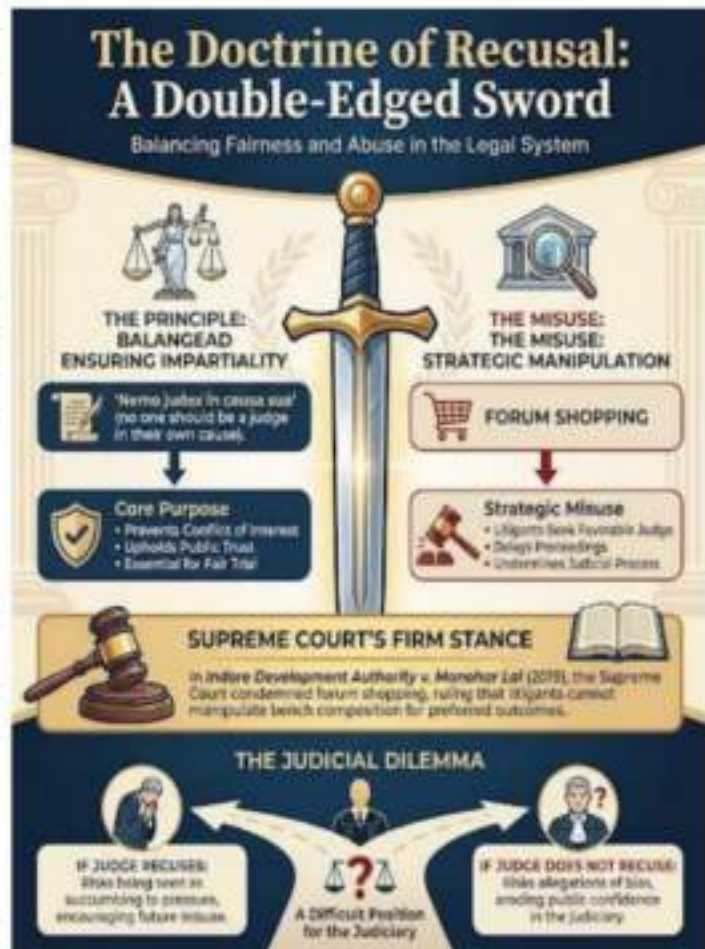 The Doctrine of Recusal:
A Double-Edged Sword
Balancing Fairness and Abuse in the Legal System
THE PRINCIPLE:
BALANGEAD
ENSURING IMPARTIALITY
'Nemo judex in causa sua'
(no one should be a judge
in their own cause).
Core Purpose
• Prevents Conflict of Interest
• Upholds Public Trust
• Essential for Fair Trial
THE MISUSE:
THE MISUSE:
STRATEGIC MANIPULATION
FORUM SHOPPING
Strategic Misuse
• Litigants Seek Favorable Judge
• Delays Proceedings
• Undermines Judicial Process
SUPREME COURT'S FIRM STANCE
In Indore Development Authority v. Manohar Lal (2019), the Supreme
Court condemned forum shopping, ruling that litigants cannot
manipulate bench composition for preferred outcomes.
THE JUDICIAL DILEMMA
IF JUDGE RECUSES:
Risks being seen as
succumbing to pressure,
encouraging future misuse.
?
A Difficult Position
for the Judiciary
?
IF JUDGE DOES NOT RECUSE:
Risks allegations of bias,
eroding public confidence
in the judiciary.